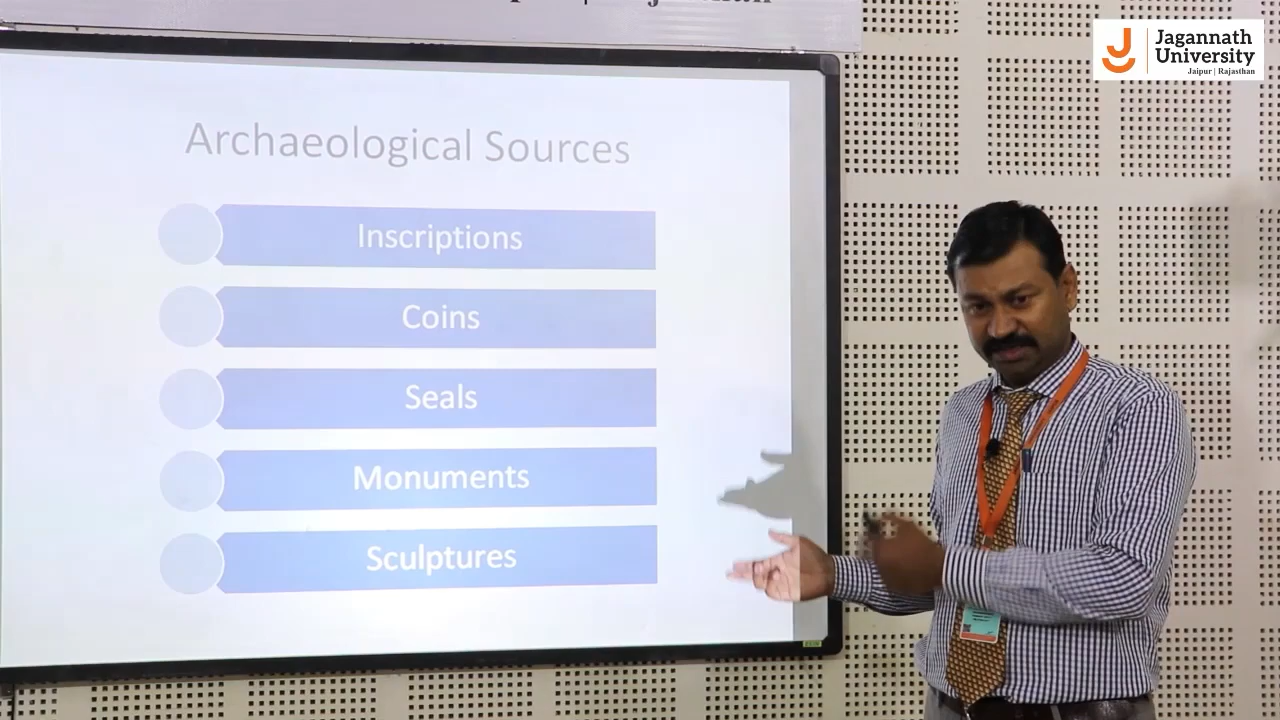 Jagannath
University
Jaipur | Rajasthan
Archaeological Sources
Inscriptions
Coins
Seals
Monuments
Sculptures